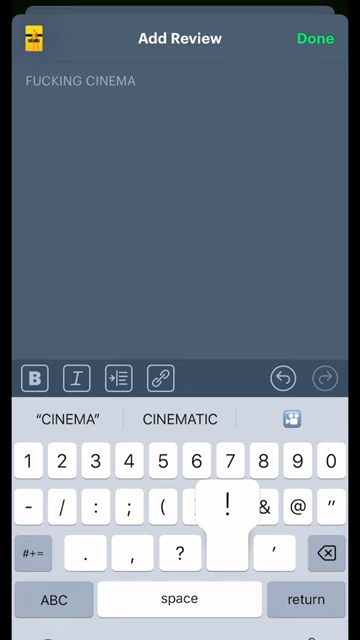 Add Review
Done
FUCKING CINEMA
B I
“CINEMA” CINEMATIC
1 2 3 4 5 6 7 8 9 0
- / : ; ( & @ "
#+= . , ? ! '
ABC space return